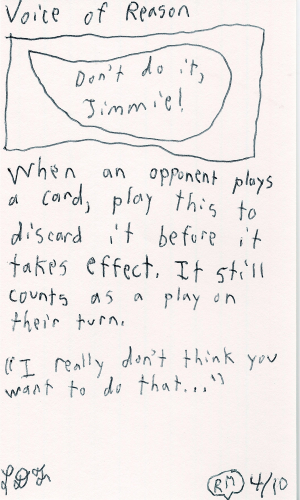 Voice of Reason
Don't do it,
Jimmie!
When an opponent plays
a card, play this to
discard it before it
takes effect. It still
counts as a play on
their turn.
"I really don't think you
want to do that..."
RM 4/10